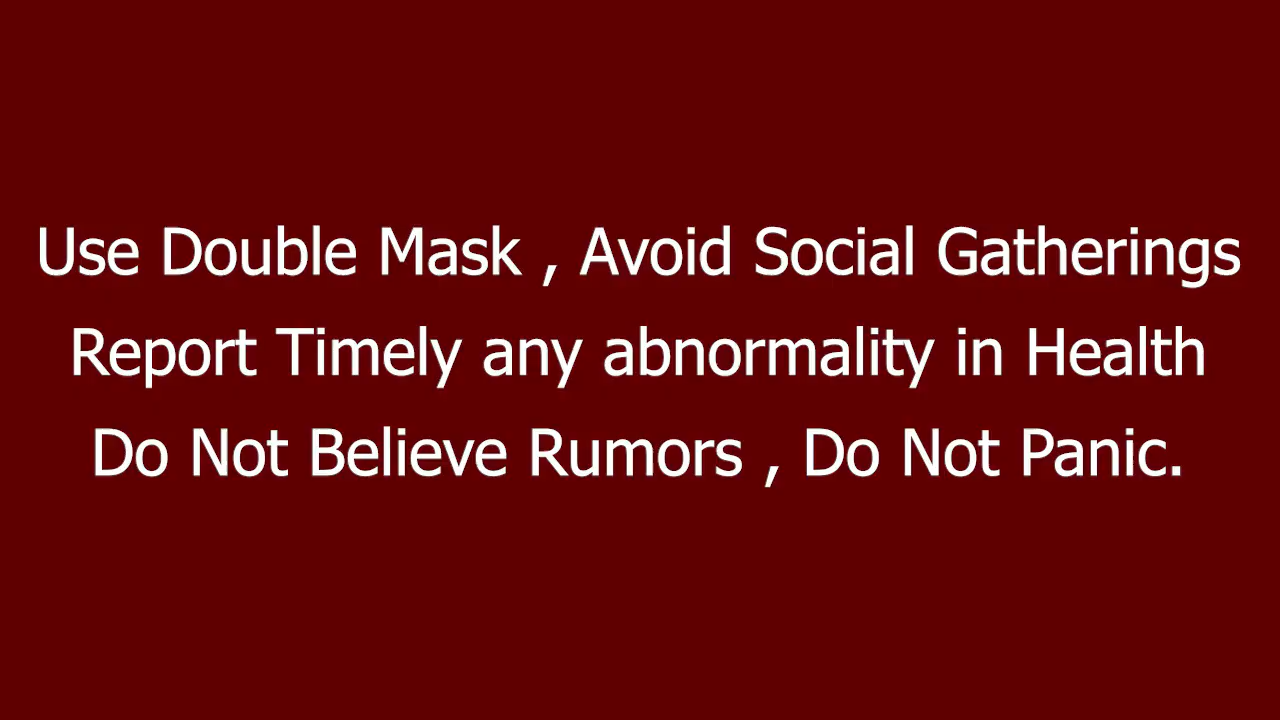 Use Double Mask , Avoid Social Gatherings
Report Timely any abnormality in Health
Do Not Believe Rumors , Do Not Panic.